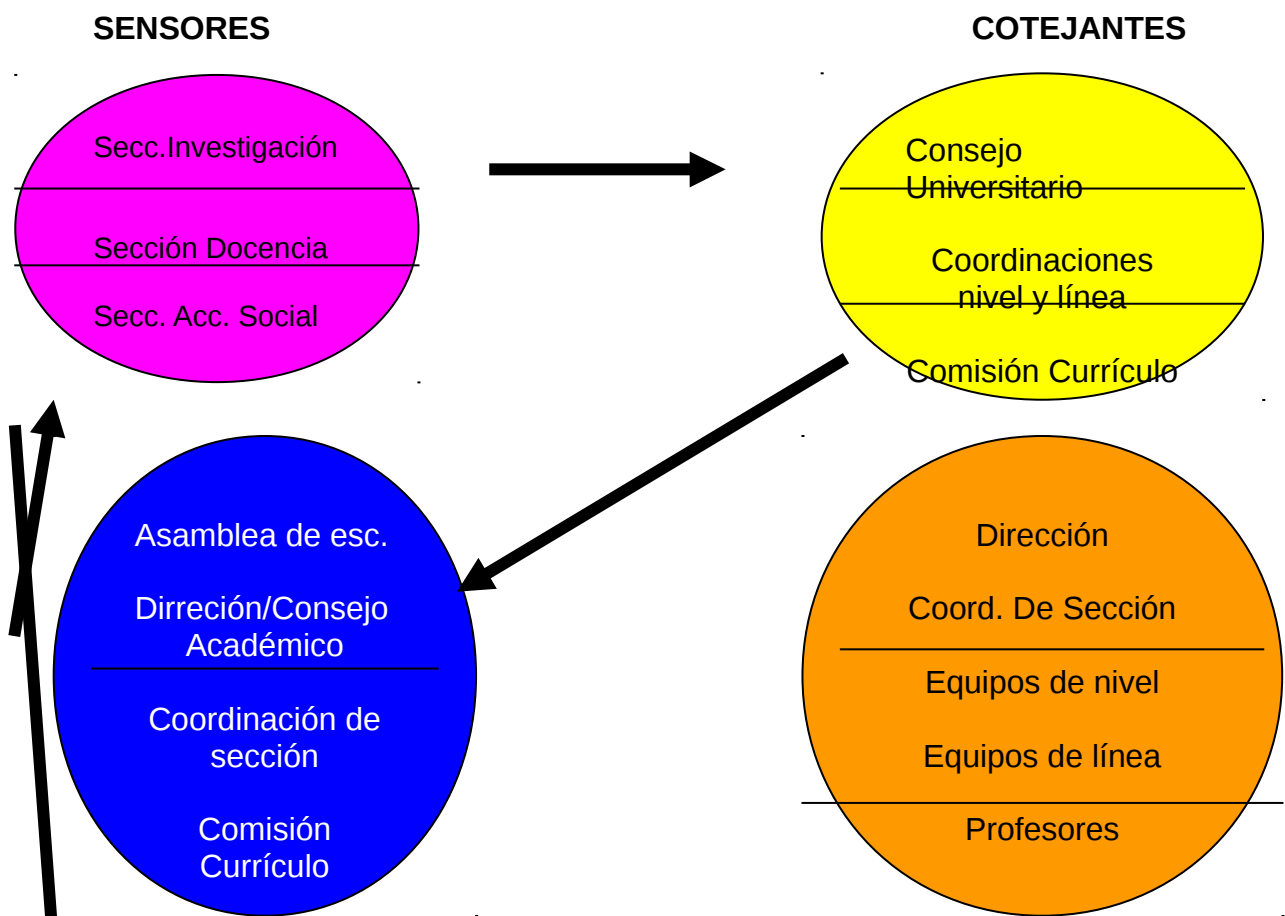 SENSORES
COTEJANTES
Secc.Investigación
Sección Docencia
Secc. Acc. Social
Consejo
Universitario
Coordinaciones
nivel y línea
Comisión Currículo
Asamblea de esc.
Dirreción/Consejo
Académico
Coordinación de
sección
Comisión
Currículo
Dirección
Coord. De Sección
Equipos de nivel
Equipos de línea
Profesores